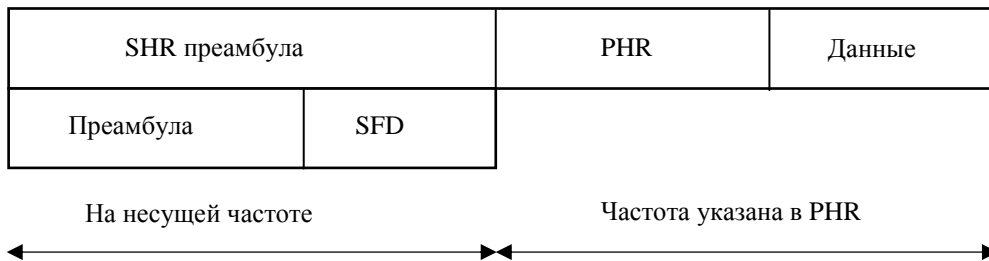 SHR преамбула
PHR
Данные
Преамбула
SFD
На несущей частоте
Частота указана в PHR